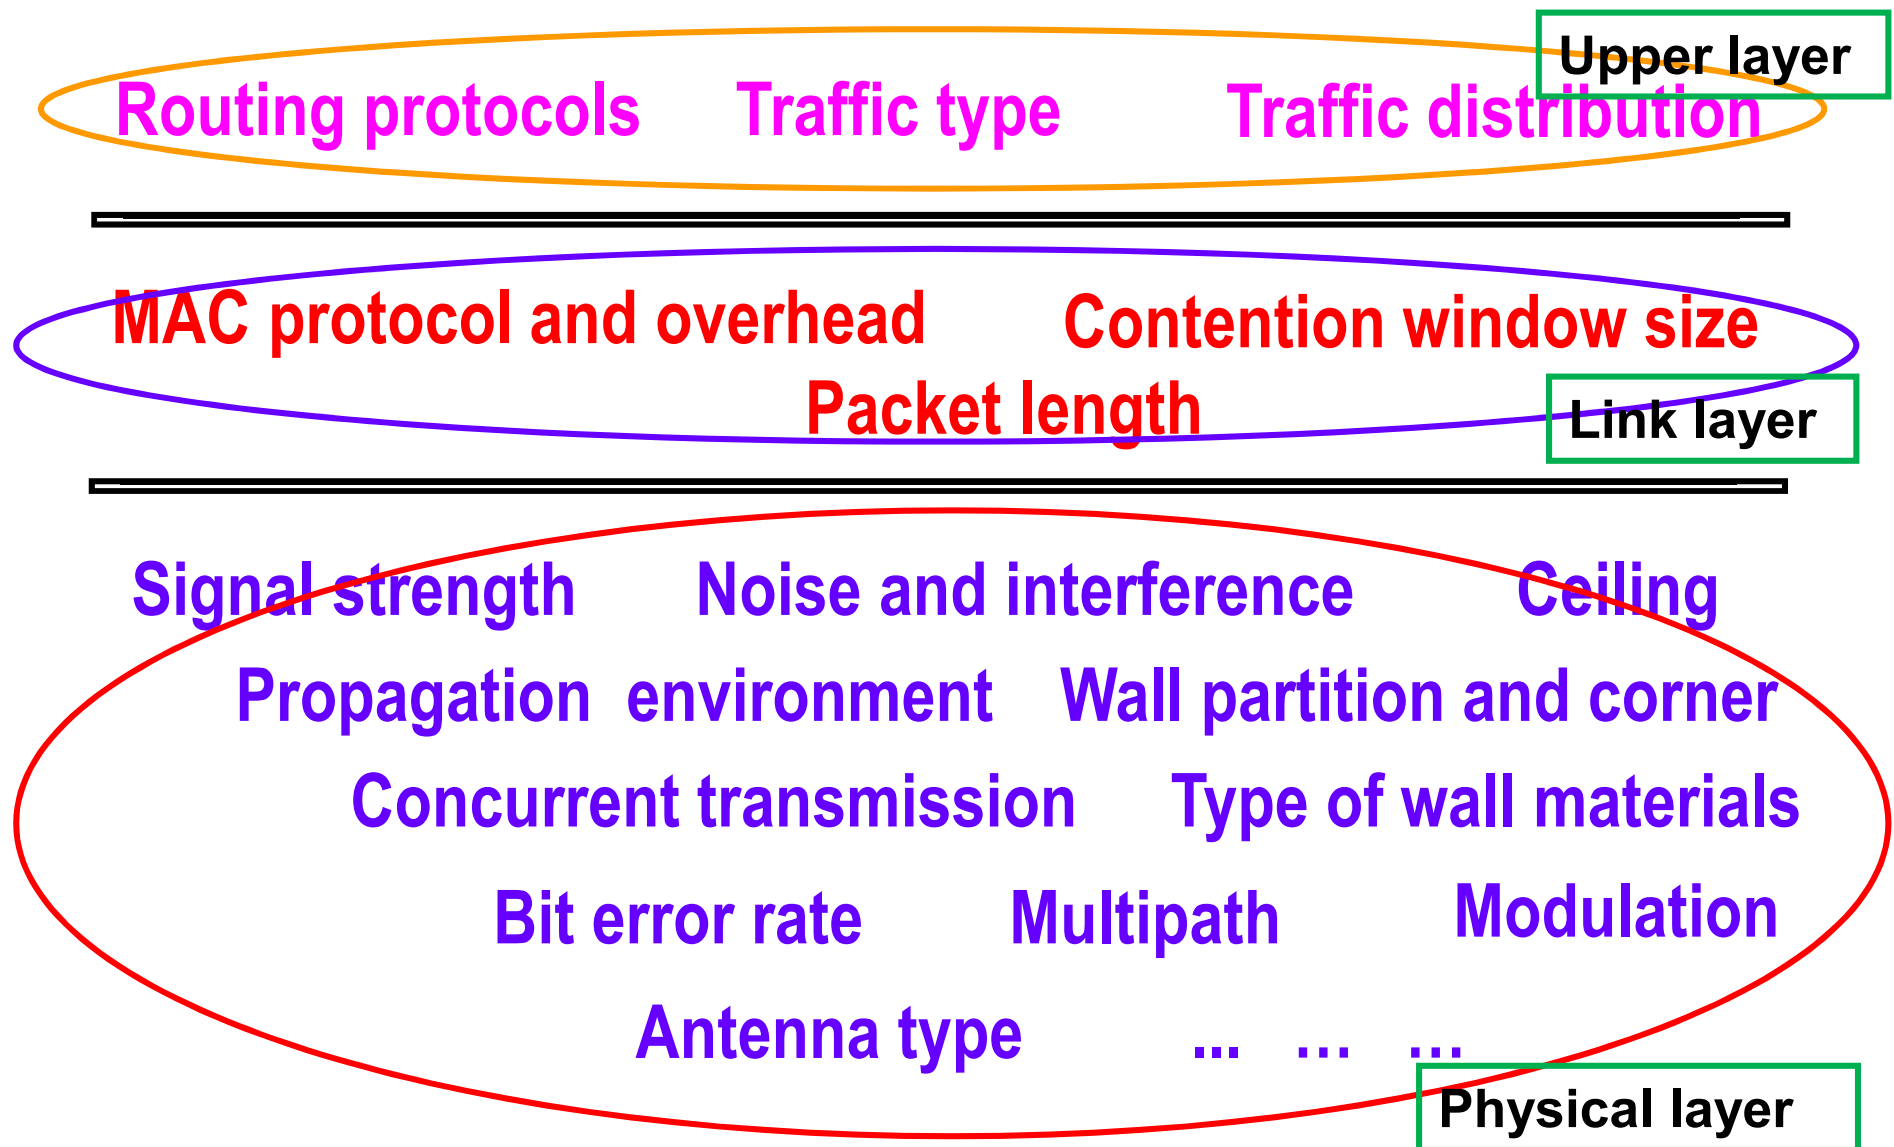 Upper layer
Routing protocols Traffic type Traffic distribution
MAC protocol and overhead Contention window size
Packet length
Link layer
Signal strength Noise and interference Ceiling
Propagation environment Wall partition and corner
Concurrent transmission Type of wall materials
Bit error rate Multipath Modulation
Antenna type ... … …
Physical layer